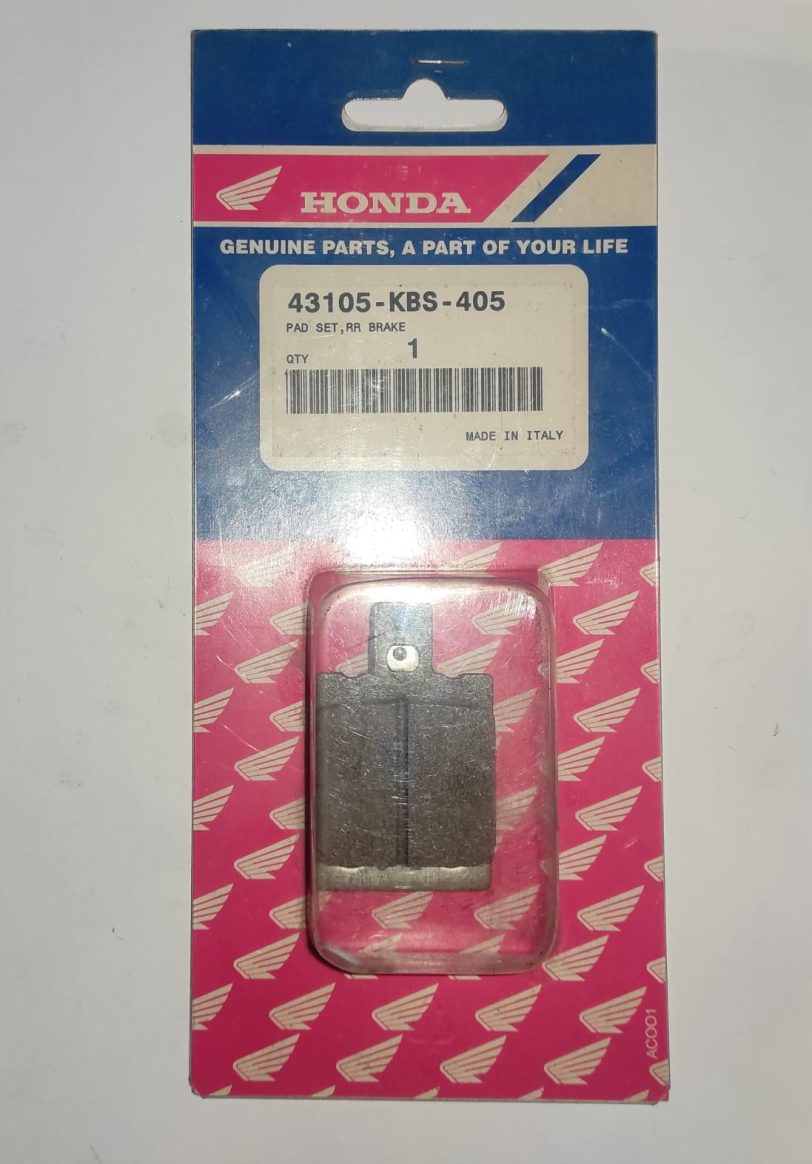 HONDA
GENUINE PARTS, A PART OF YOUR LIFE
43105-KBS-405
PAD SET,RR BRAKE
QTY 1
MADE IN ITALY
ACOO1